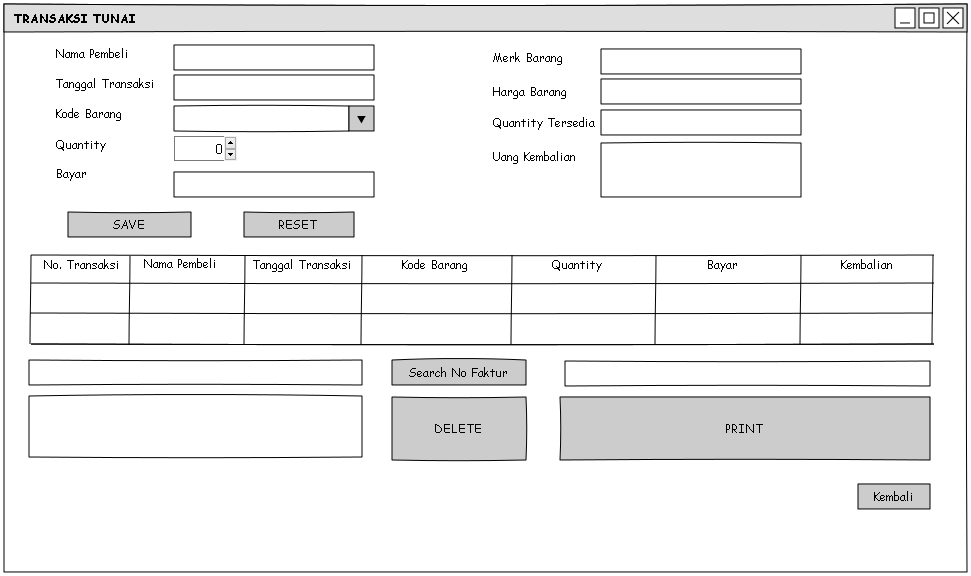 TRANSAKSI TUNAI
Nama Pembeli
Tanggal Transaksi
Kode Barang
Quantity 0
Bayar
Merk Barang
Harga Barang
Quantity Tersedia
Uang Kembalian
SAVE RESET
No. Transaksi Nama Pembeli Tanggal Transaksi Kode Barang Quantity Bayar Kembalian
Search No Faktur
DELETE PRINT
Kembali